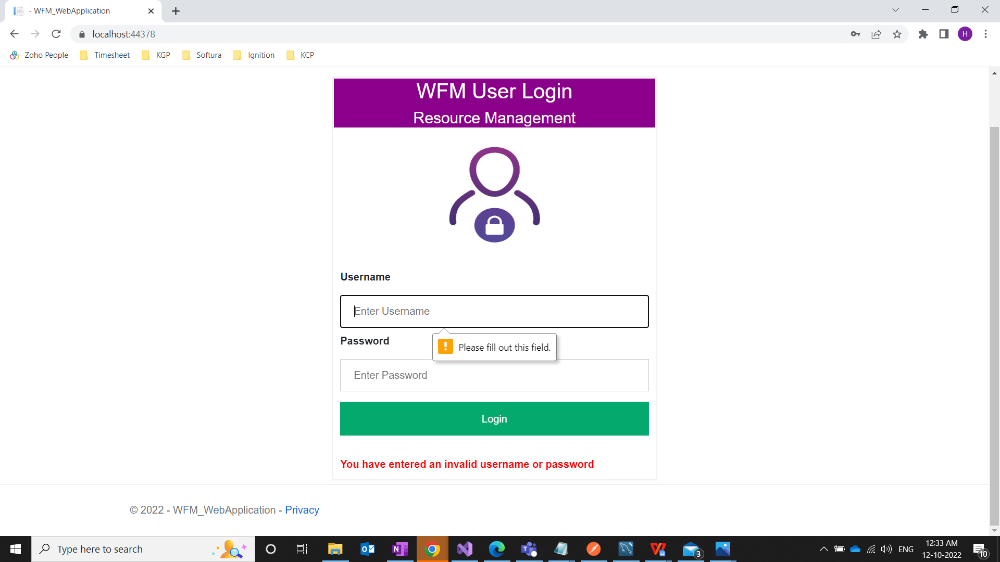 - WFM_WebApplication
localhost:44378
H
Zoho People Timesheet KGP Softura Ignition KCP
WFM User Login
Resource Management
Username
Enter Username
Please fill out this field.
Password
Enter Password
Login
You have entered an invalid username or password
© 2022 - WFM_WebApplication - Privacy
Type here to search
3
ENG
12:33 AM
12-10-2022
10